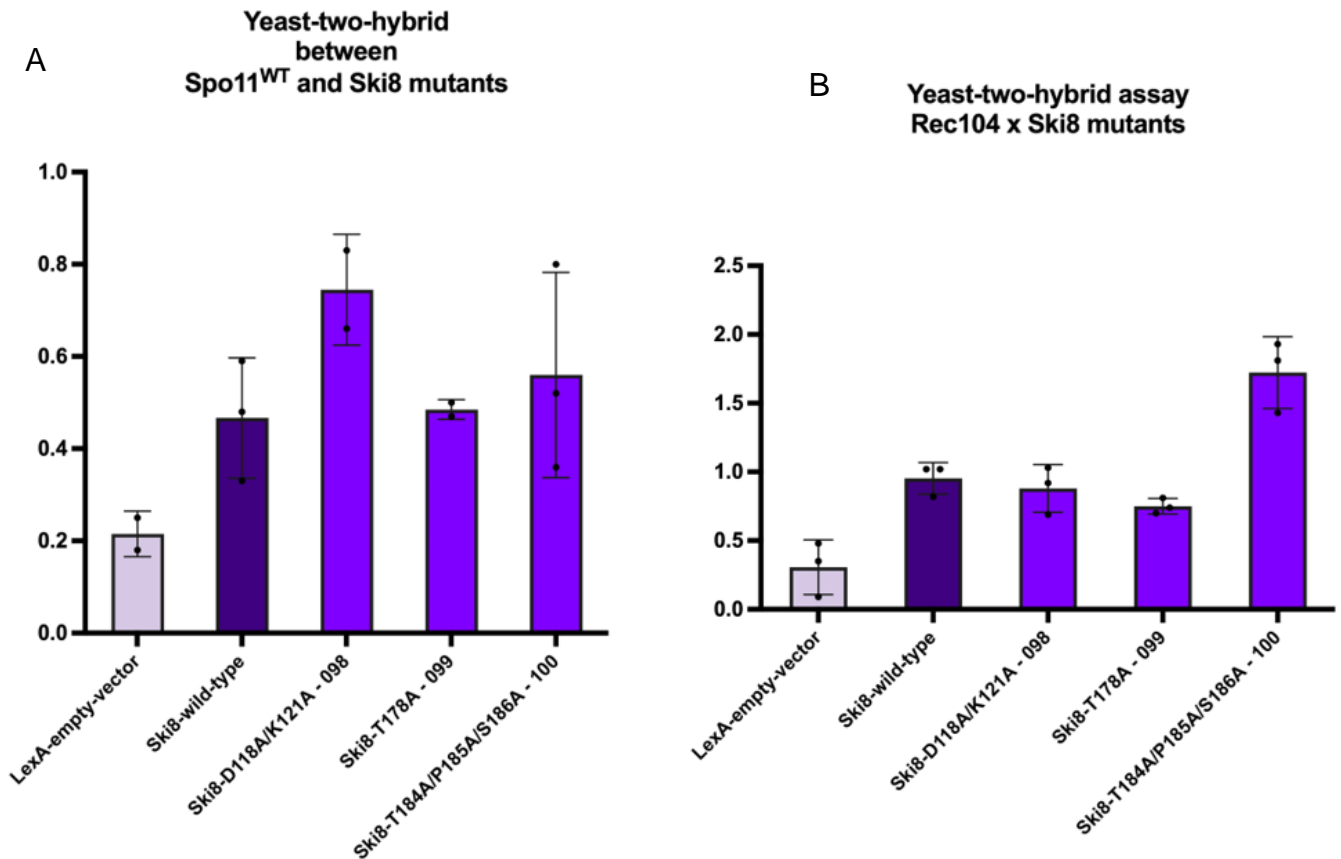 A
Yeast-two-hybrid
between
Spo11WT and Ski8 mutants
1.0
0.8
0.6
0.4
0.2
0.0
LexA-empty-vector
Ski8-wild-type
Ski8-D118A/K121A - 098
Ski8-T178A - 099
Ski8-T184A/P185A/S186A - 100
B
Yeast-two-hybrid assay
Rec104 x Ski8 mutants
2.5
2.0
1.5
1.0
0.5
0.0
LexA-empty-vector
Ski8-wild-type
Ski8-D118A/K121A - 098
Ski8-T178A - 099
Ski8-T184A/P185A/S186A - 100